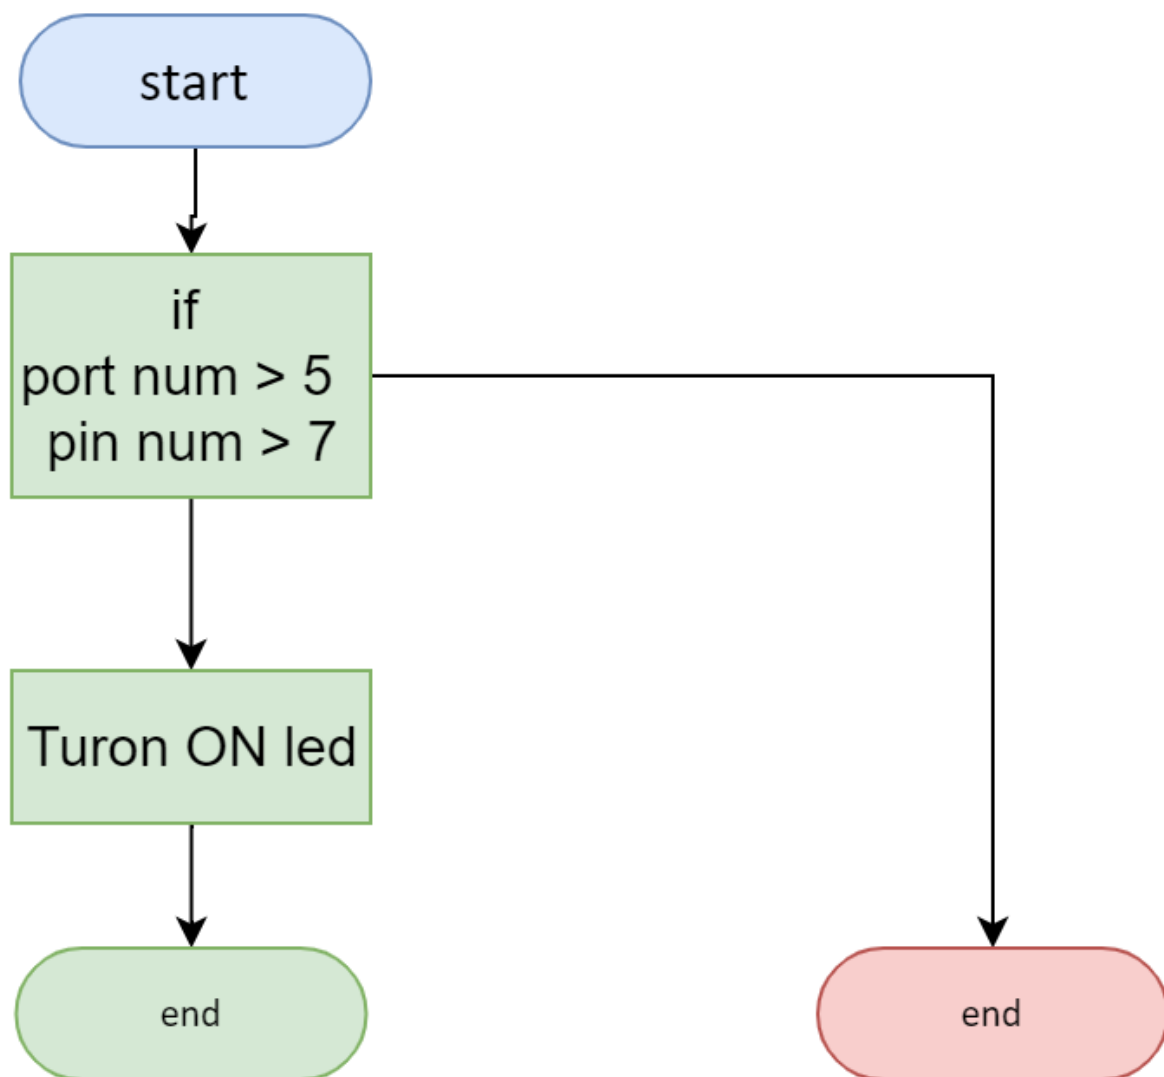 start
if
port num > 5
pin num > 7
Turon ON led
end
end